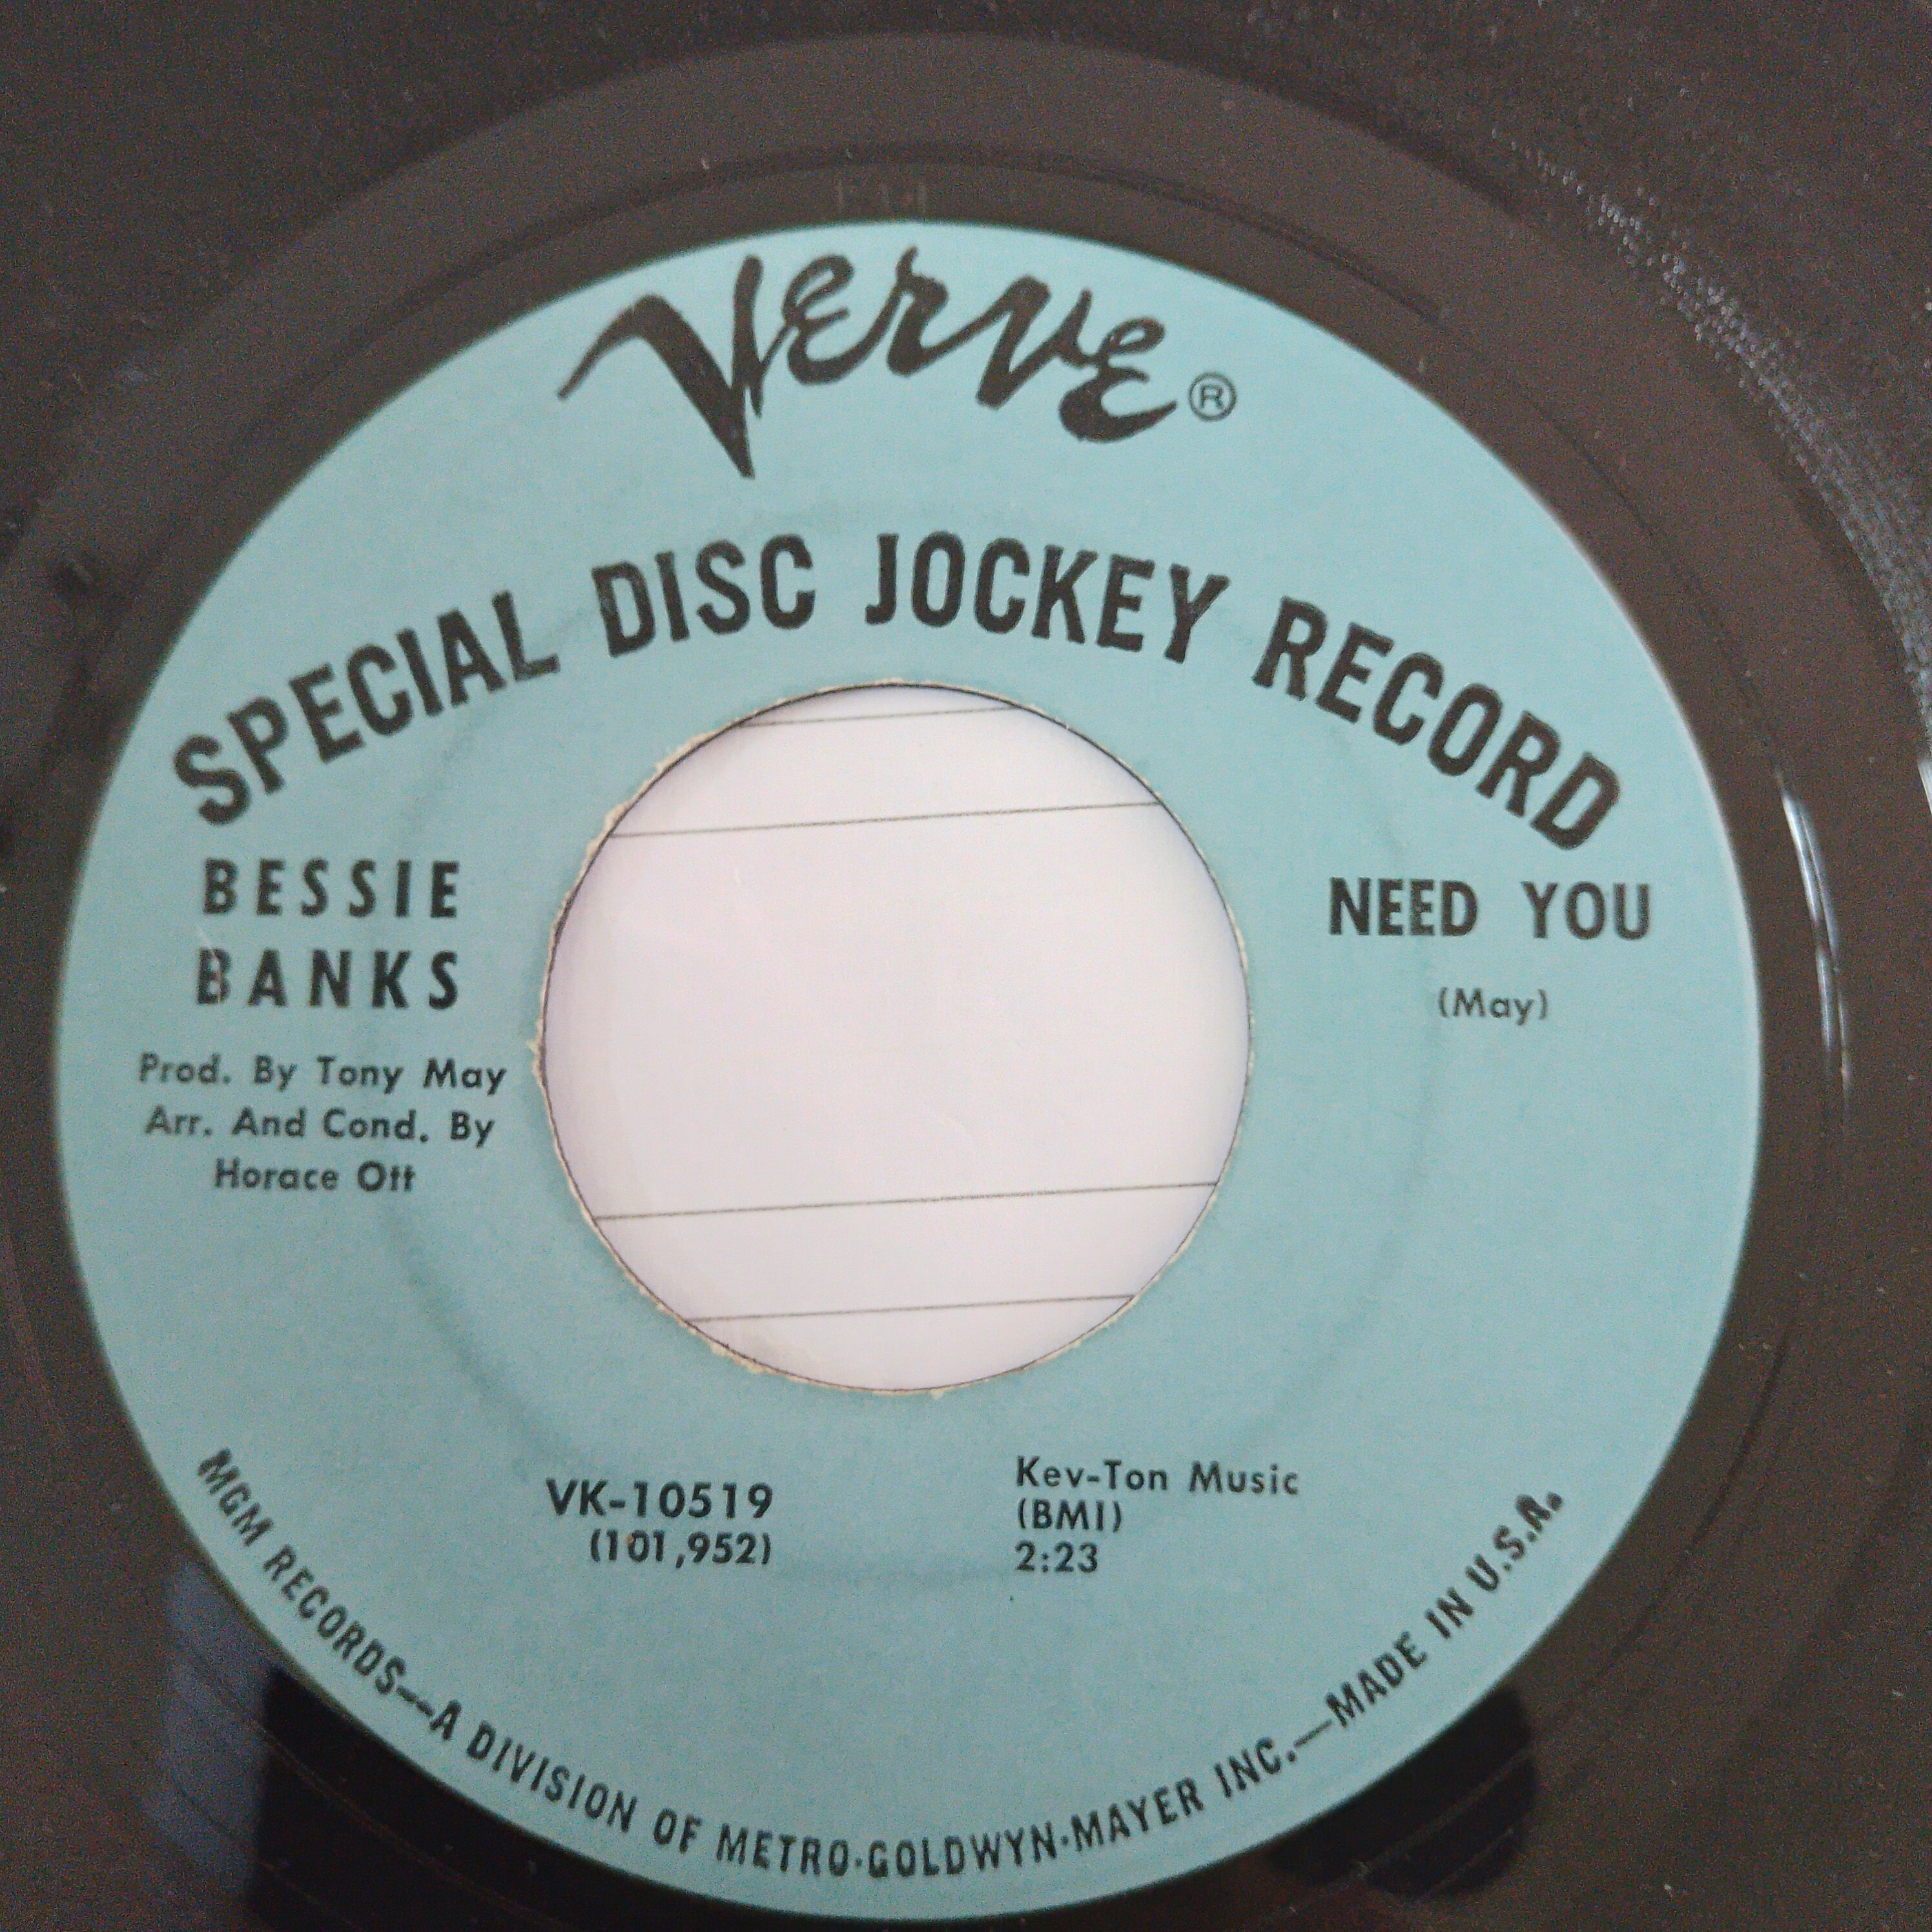 Verve®
SPECIAL DISC JOCKEY RECORD
BESSIE
BANKS
Prod. By Tony May
Arr. And Cond. By
Horace Ott
NEED YOU
(May)
VK-10519
(101,952)
Kev-Ton Music
(BMI)
2:23
MGM RECORDS—A DIVISION OF METRO-GOLDWYN-MAYER INC.—MADE IN U.S.A.